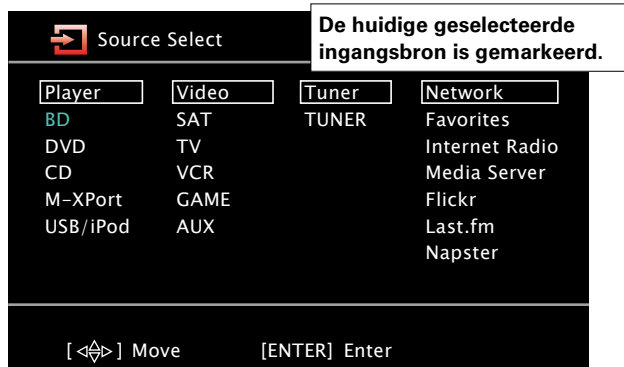 Source Select
De huidige geselecteerde
ingangsbron is gemarkeerd.
Player Video Tuner Network
BD SAT TUNER Favorites
DVD TV Internet Radio
CD VCR Media Server
M-XPort GAME Flickr
USB/iPod AUX Last.fm
Napster
[◁△▽▷] Move [ENTER] Enter